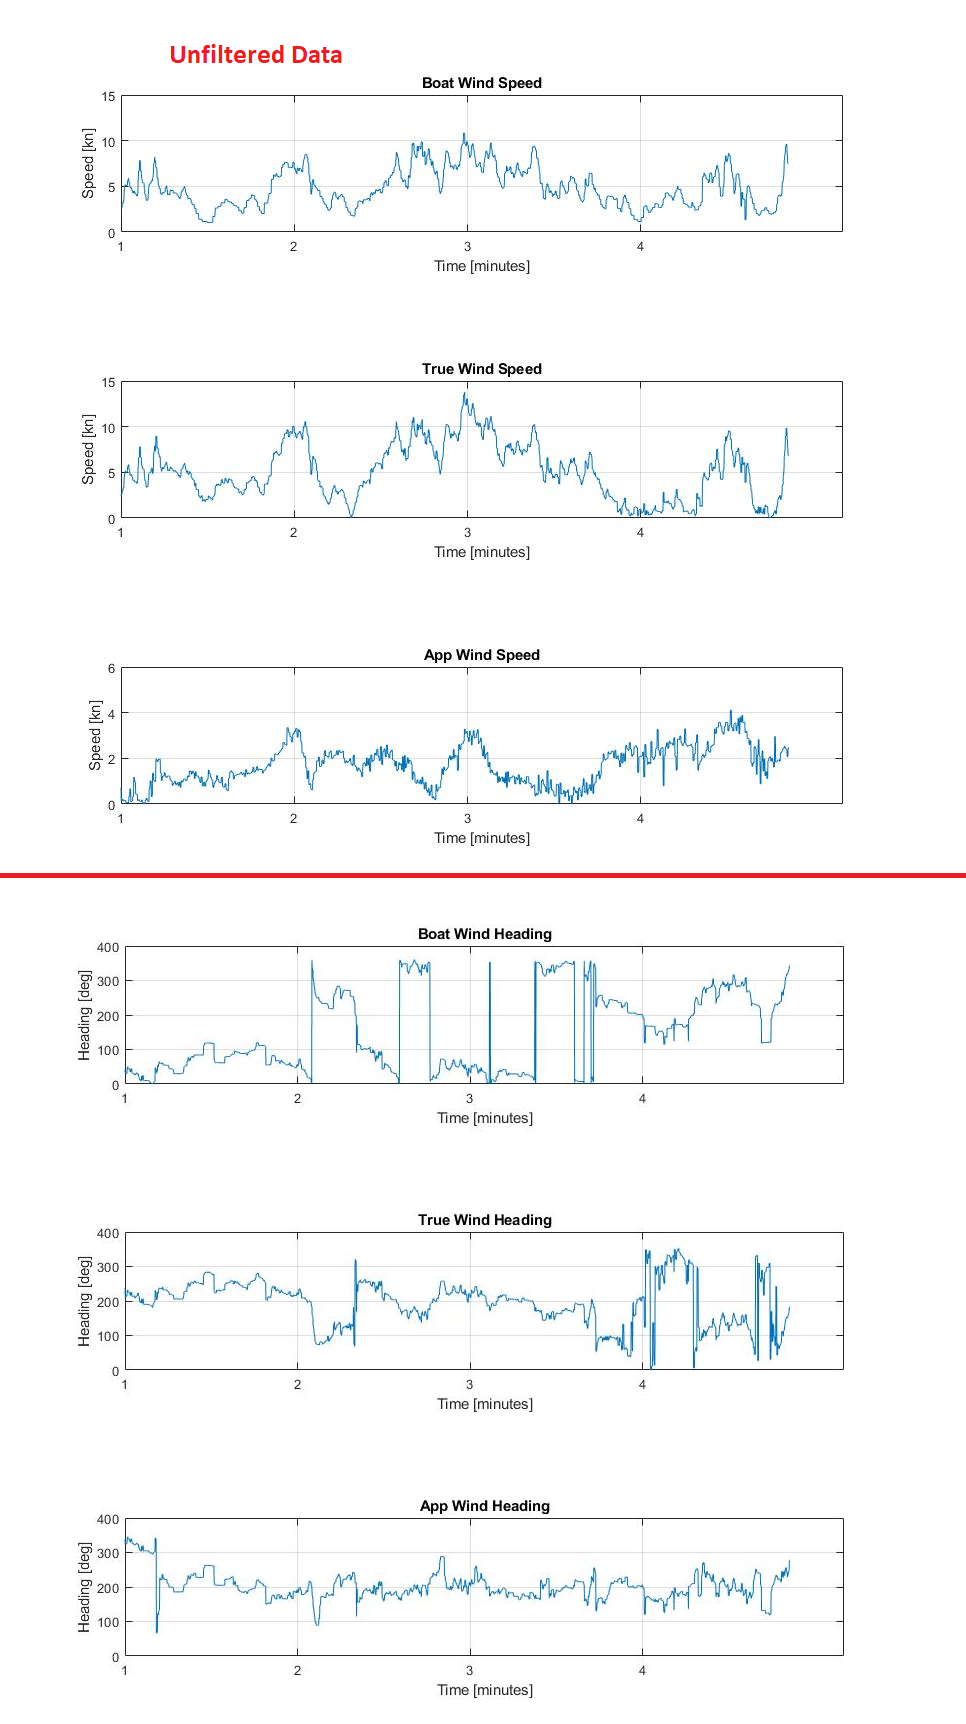 Unfiltered Data
Boat Wind Speed
15
10
5
0
Speed [kn]
1 2 3 4
Time [minutes]
True Wind Speed
15
10
5
0
Speed [kn]
1 2 3 4
Time [minutes]
App Wind Speed
6
4
2
0
Speed [kn]
1 2 3 4
Time [minutes]
Boat Wind Heading
400
300
200
100
0
Heading [deg]
1 2 3 4
Time [minutes]
True Wind Heading
400
300
200
100
0
Heading [deg]
1 2 3 4
Time [minutes]
App Wind Heading
400
300
200
100
0
Heading [deg]
1 2 3 4
Time [minutes]